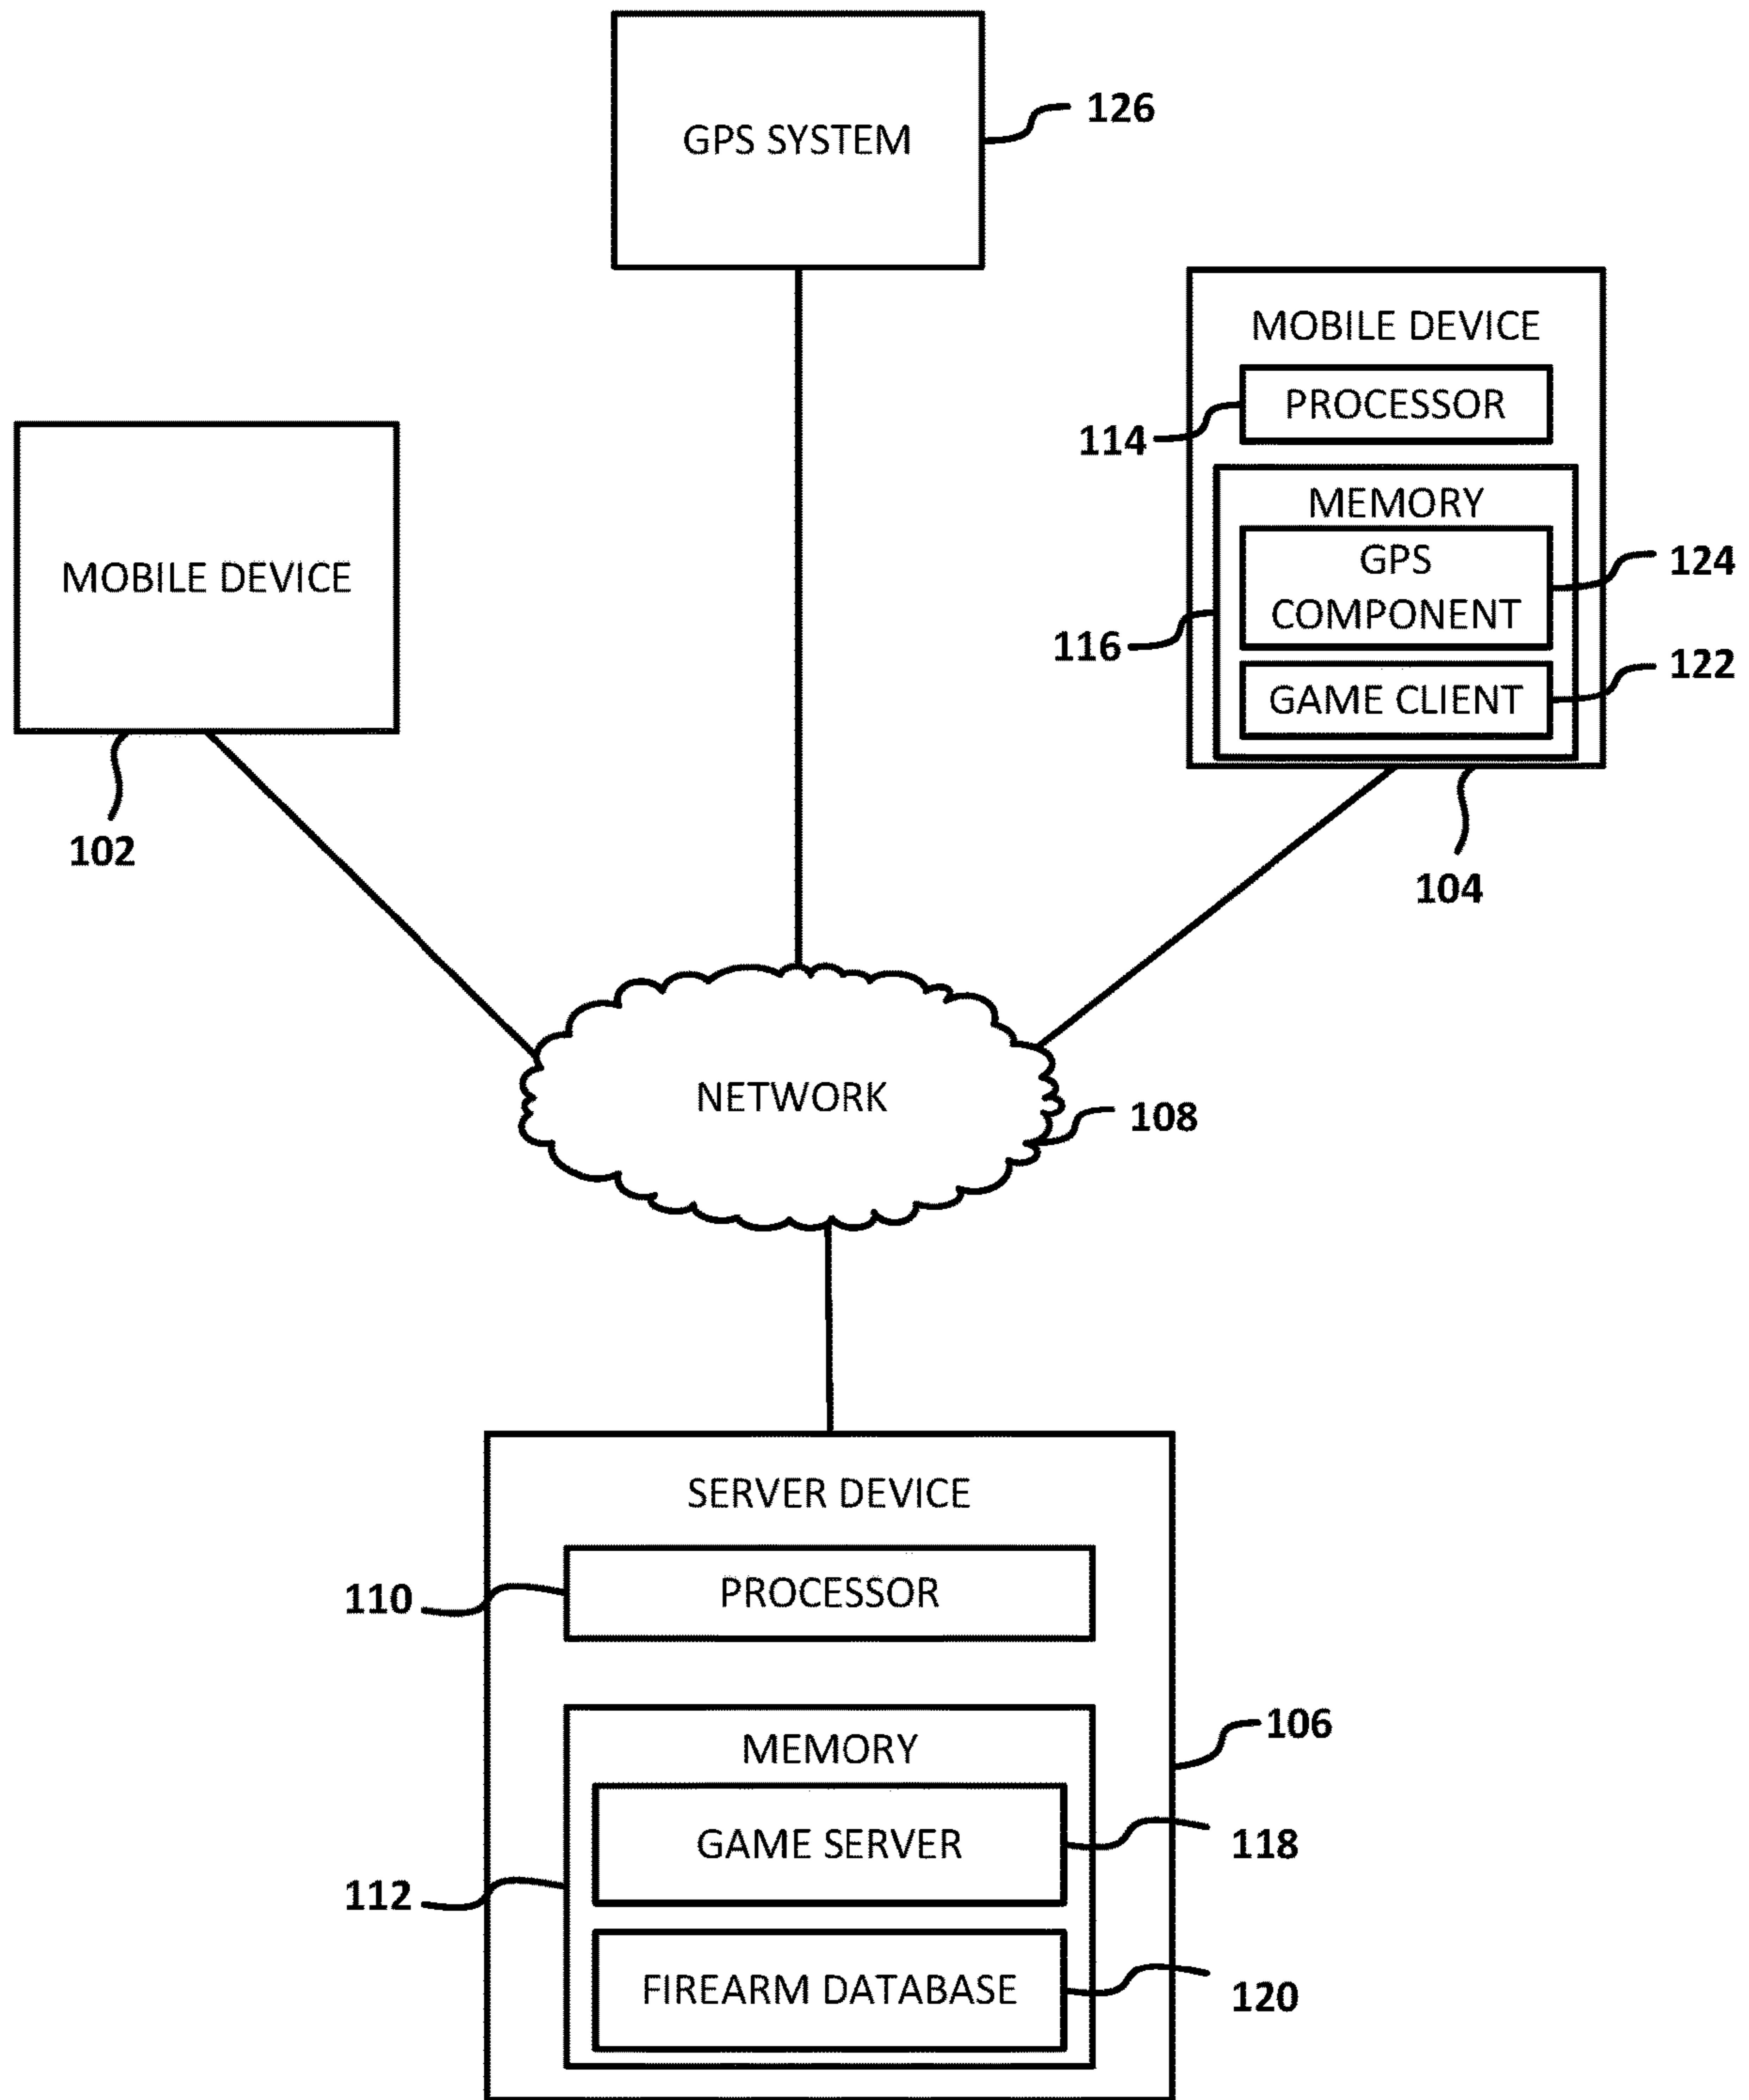 GPS SYSTEM
126
MOBILE DEVICE
PROCESSOR
114
MEMORY
GPS
COMPONENT
124
116
GAME CLIENT
122
104
MOBILE DEVICE
102
NETWORK
108
SERVER DEVICE
PROCESSOR
110
MEMORY
106
GAME SERVER
118
112
FIREARM DATABASE
120